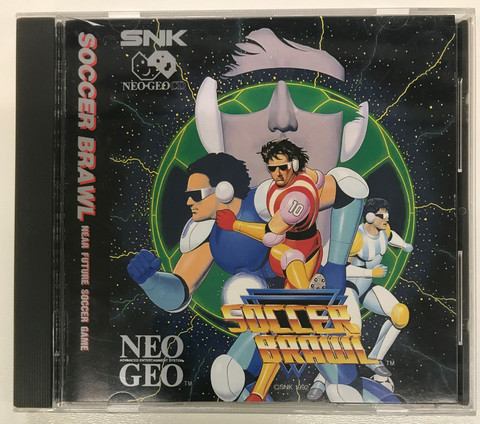 SOCCER BRAWL NEAR FUTURE SOCCER GAME
SNK
NEO·GEO CD
10
SOCCER
BRAWL
TM
NEO
ADVANCED ENTERTAINMENT SYSTEM
GEO
TM
©SNK 1992